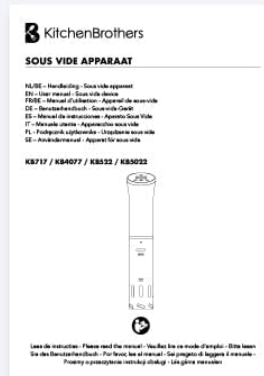 KitchenBrothers
SOUS VIDE APPARAAT
NL/BE – Handleiding - Sous vide apparaat
EN – User manual - Sous vide device
FR/BE – Manuel d'utilisation - Appareil de sous-vide
DE – Benutzerhandbuch - Sous-vide-Gerät
ES – Manual de instrucciones - Aparato Sous Vide
IT – Manuale utente - Apparecchio sous vide
PL - Podręcznik użytkownika - Urządzenie sous vide
SE – Användarmanual - Apparat för sous vide
KB717 / KB4077 / KB522 / KB5022
Lees de instructies - Please read the manual - Veuillez lire ce mode d'emploi - Bitte lesen
Sie das Benutzerhandbuch - Por favor, lea el manual - Sei pregato di leggere il manuale -
Prosimy o przeczytanie instrukcji obsługi - Läs gärna manualen